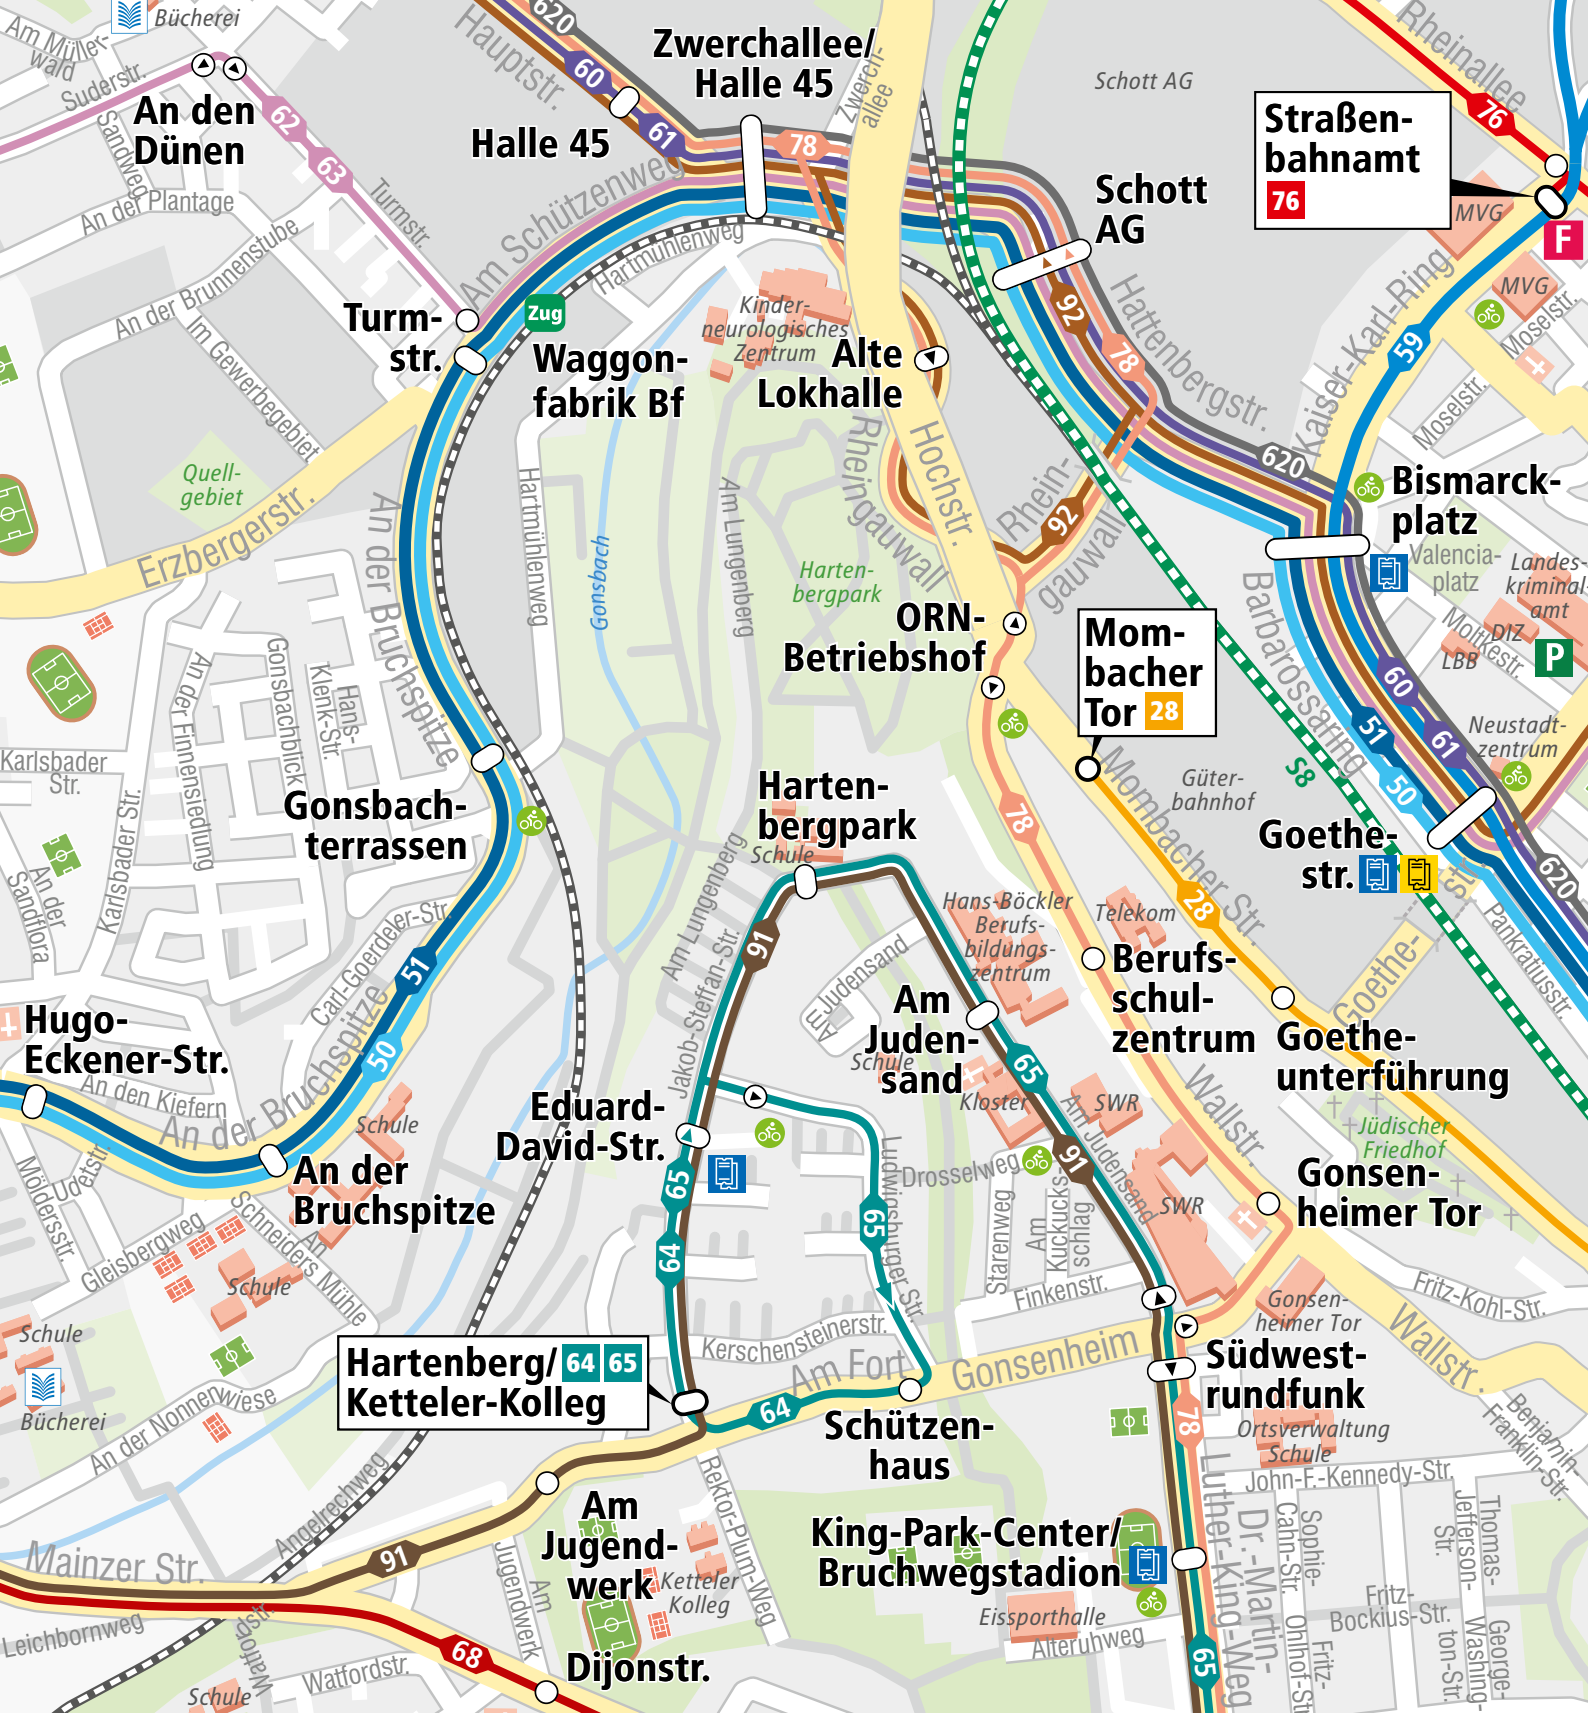 Bücherei
Am Müller-
wald
Suderstr.
An den
Dünen
Sandweg
62
63
Turmstr.
An der Plantage
An der Brunnenstube
Im Gewerbegebiet
Quell-
gebiet
Erzbergerstr.
Hauptstr.
620
60
61
Halle 45
Zwerchallee/
Halle 45
Zwerch-
allee
78
Am Schützenweg
Hartmühlenweg
Turm-
str.
Zug
Waggon-
fabrik Bf
Kinder-
neurologisches
Zentrum
Alte
Lokhalle
Schott AG
Schott
AG
92
78
Hattenbergstr.
Rheinallee
76
Straßen-
bahnamt
76
MVG
F
MVG
Moselstr.
Moselstr.
Kaiser-Karl-Ring
59
620
Bismarck-
platz
Valencia-
platz
Landes-
kriminal-
amt
Moltkestr.
DIZ
LBB
P
Neustadt-
zentrum
Barbarossaring
60
61
51
50
620
S8
Güter-
bahnhof
Goethe-
str.
Goethe-
str.
Pankratiusstr.
Rheingauwall
Hochstr.
Rhein-
gauwall
92
ORN-
Betriebshof
Mom-
bacher
Tor 28
Mombacher Str.
28
78
Harten-
bergpark
Gonsbach
Hartmühlenweg
Am Lungenberg
An der Bruchspitze
Karlsbader
Str.
An der Finnensiedlung
Gonsbachblick
Hans-
Klenk-Str.
Gonsbach-
terrassen
Karlsbader Str.
An der
Sandflora
Carl-Goerdeler-Str.
51
50
Hugo-
Eckener-Str.
An den Kiefern
An der Bruchspitze
Schule
An der
Bruchspitze
Möldersstr.
Udetstr.
Gleisbergweg
An
Schneiders Mühle
Schule
Schule
Bücherei
An der Nonnenwiese
Angelrechweg
Harten-
bergpark
Schule
Am Lungenberg
Jakob-Steffan-Str.
91
Am Judensand
Hans-Böckler
Berufs-
bildungs-
zentrum
Telekom
Berufs-
schul-
zentrum
Goethe-
unterführung
Jüdischer
Friedhof
Am
Juden-
sand
Schule
Kloster
65
SWR
Am Judensand
91
SWR
Wallstr.
Gonsen-
heimer Tor
Fritz-Kohl-Str.
Wallstr.
Eduard-
David-Str.
65
64
65
Ludwigsburger Str.
Drosselweg
Starenweg
Am
Kuckucks-
schlag
Finkenstr.
Kerschensteinerstr.
Am Fort Gonsenheim
Gonsen-
heimer Tor
Südwest-
rundfunk
78
Ortsverwaltung
Schule
John-F.-Kennedy-Str.
Benjamin-
Franklin-Str.
Hartenberg/ 64 65
Ketteler-Kolleg
64
Schützen-
haus
Am
Jugend-
werk
Ketteler
Kolleg
Rektor-Plum-Weg
Am
Jugendwerk
91
Mainzer Str.
Leichbornweg
Watfordstr.
Watfordstr.
Schule
68
Dijonstr.
King-Park-Center/
Bruchwegstadion
Eissporthalle
Alteruhweg
65
Dr.-Martin-
Luther-King-Weg
Sophie-
Cahn-Str.
Fritz-
Ohlhof-Str.
Fritz-
Bockius-Str.
Thomas-
Jefferson-
Str.
George-
Washing-
ton-Str.